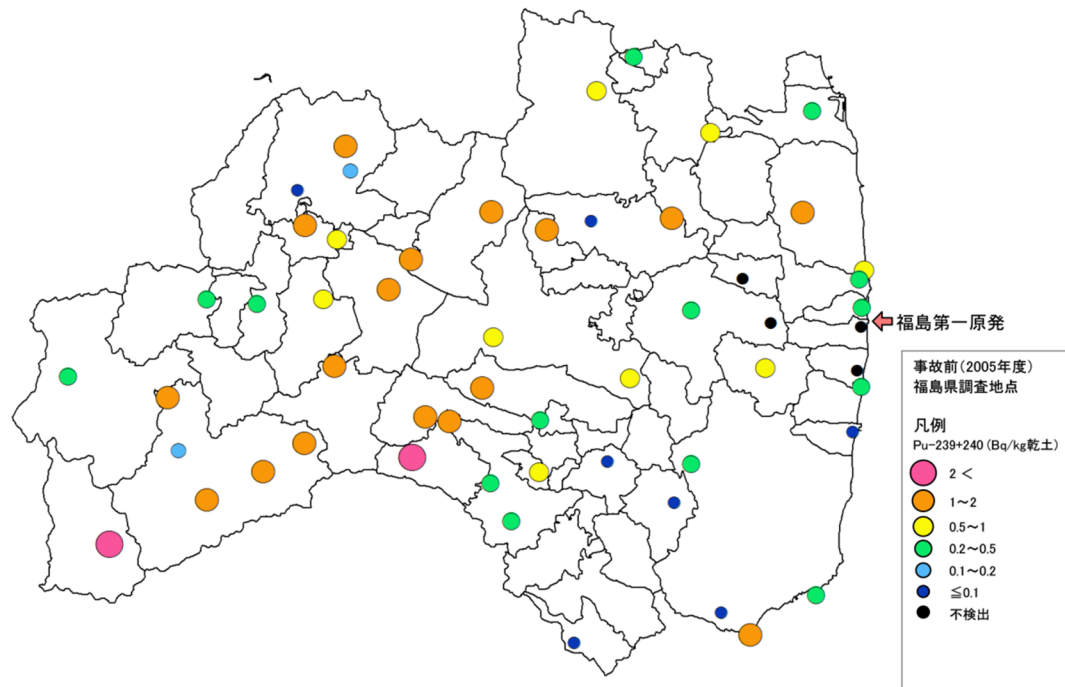 福島第一原発
事故前(2005年度)
福島県調査地点
凡例
Pu-239+240(Bq/kg乾土)
2<
1~2
0.5~1
0.2~0.5
0.1~0.2
≦0.1
不検出